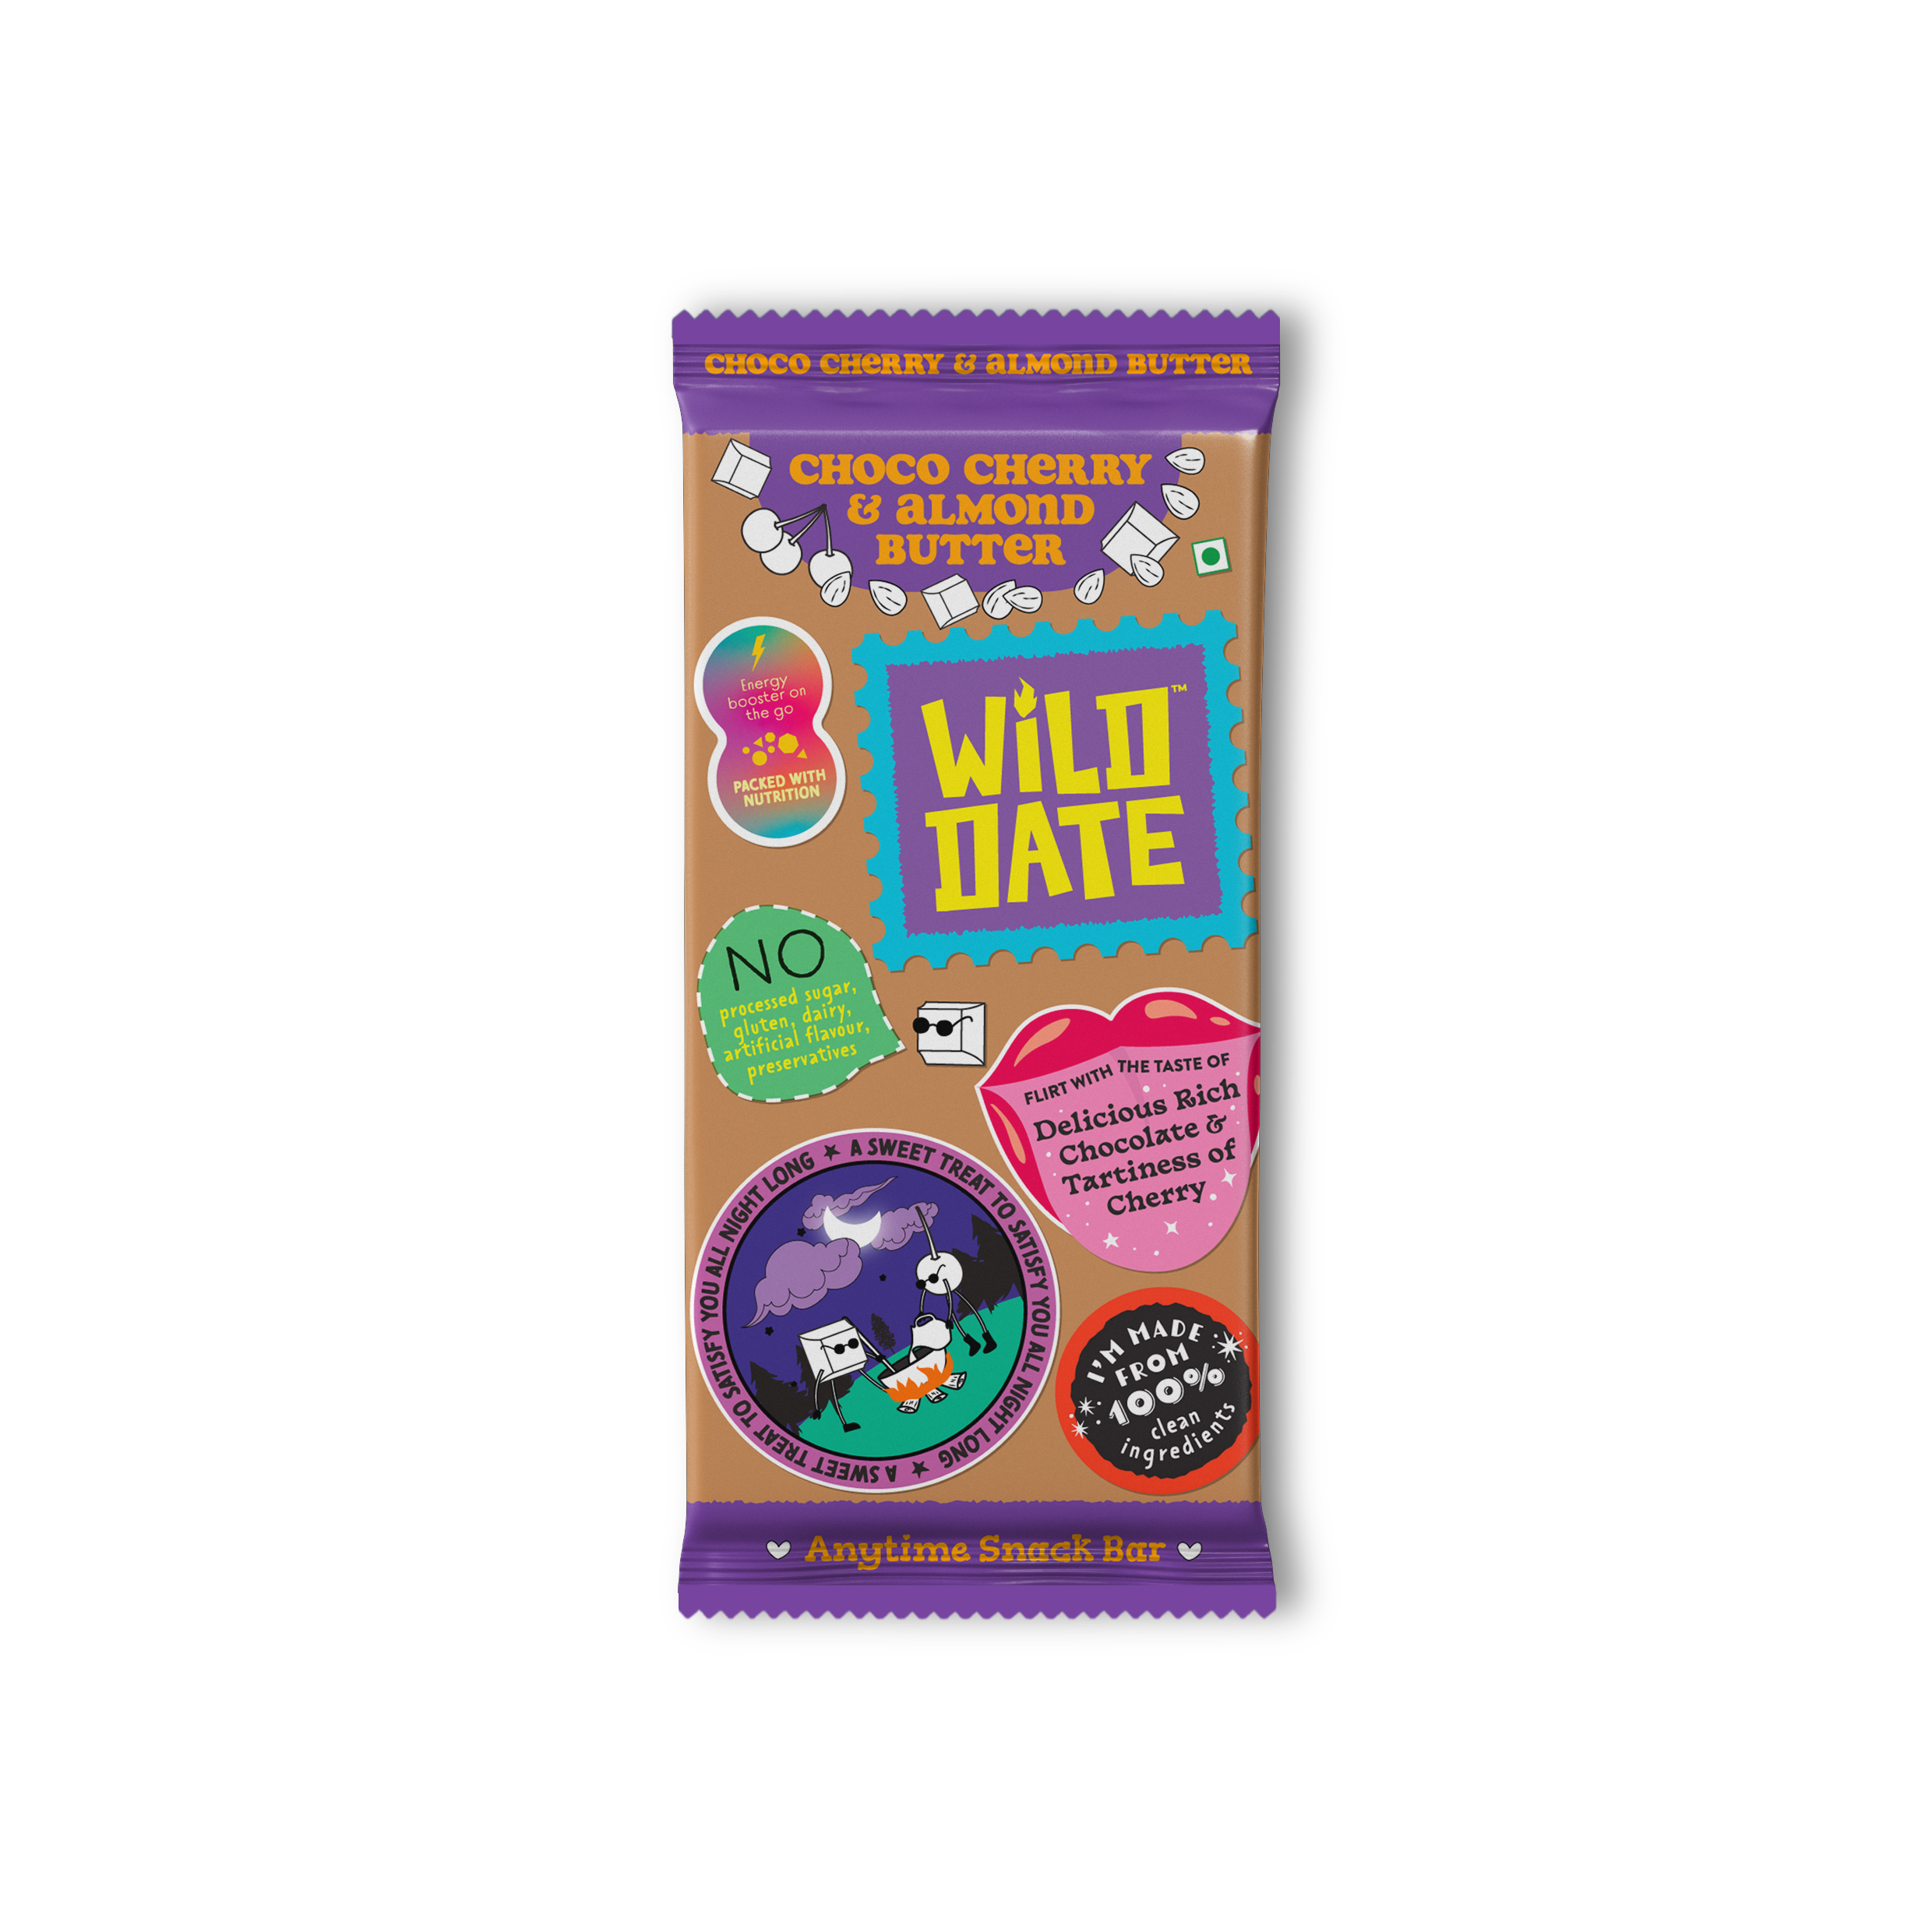 CHOCO CHERRY & ALMOND BUTTER
CHOCO CHERRY
& ALMOND
BUTTER
Energy
booster on
the go
PACKED WITH
NUTRITION
WILD™
DATE
NO
processed sugar,
gluten, dairy,
artificial flavour,
preservatives
FLIRT WITH THE TASTE OF
Delicious Rich
Chocolate &
Tartiness of
Cherry
A SWEET TREAT TO SATISFY YOU ALL NIGHT LONG ★ A SWEET TREAT TO SATISFY YOU ALL NIGHT LONG ★
I'M MADE
FROM
100%
clean
ingredients
Anytime Snack Bar